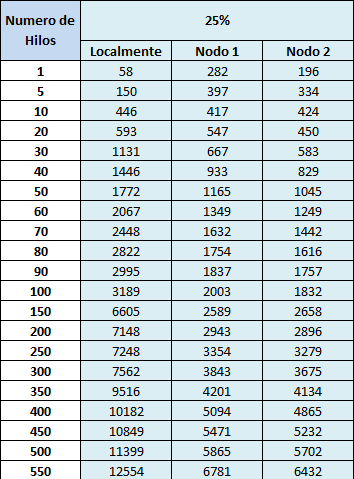 Numero de Hilos 25%
Localmente Nodo 1 Nodo 2
1 58 282 196
5 150 397 334
10 446 417 424
20 593 547 450
30 1131 667 583
40 1446 933 829
50 1772 1165 1045
60 2067 1349 1249
70 2448 1632 1442
80 2822 1754 1616
90 2995 1837 1757
100 3189 2003 1832
150 6605 2589 2658
200 7148 2943 2896
250 7248 3354 3279
300 7562 3843 3675
350 9516 4201 4134
400 10182 5094 4865
450 10849 5471 5232
500 11399 5865 5702
550 12554 6781 6432